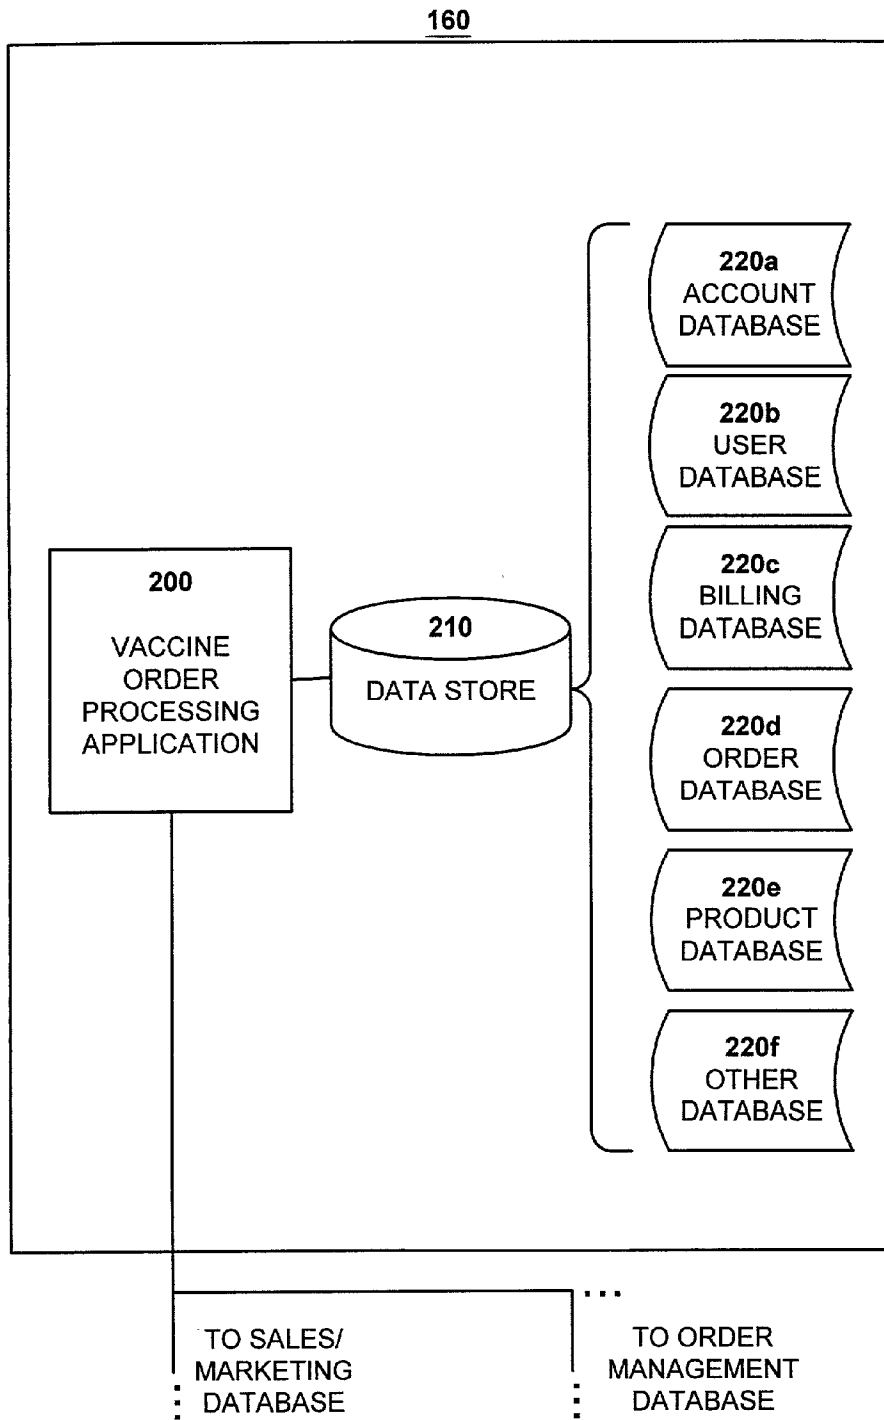 160
220a
ACCOUNT
DATABASE
220b
USER
DATABASE
220c
BILLING
DATABASE
200
VACCINE
ORDER
PROCESSING
APPLICATION
210
DATA STORE
220d
ORDER
DATABASE
220e
PRODUCT
DATABASE
220f
OTHER
DATABASE
TO SALES/
MARKETING
DATABASE
TO ORDER
MANAGEMENT
DATABASE